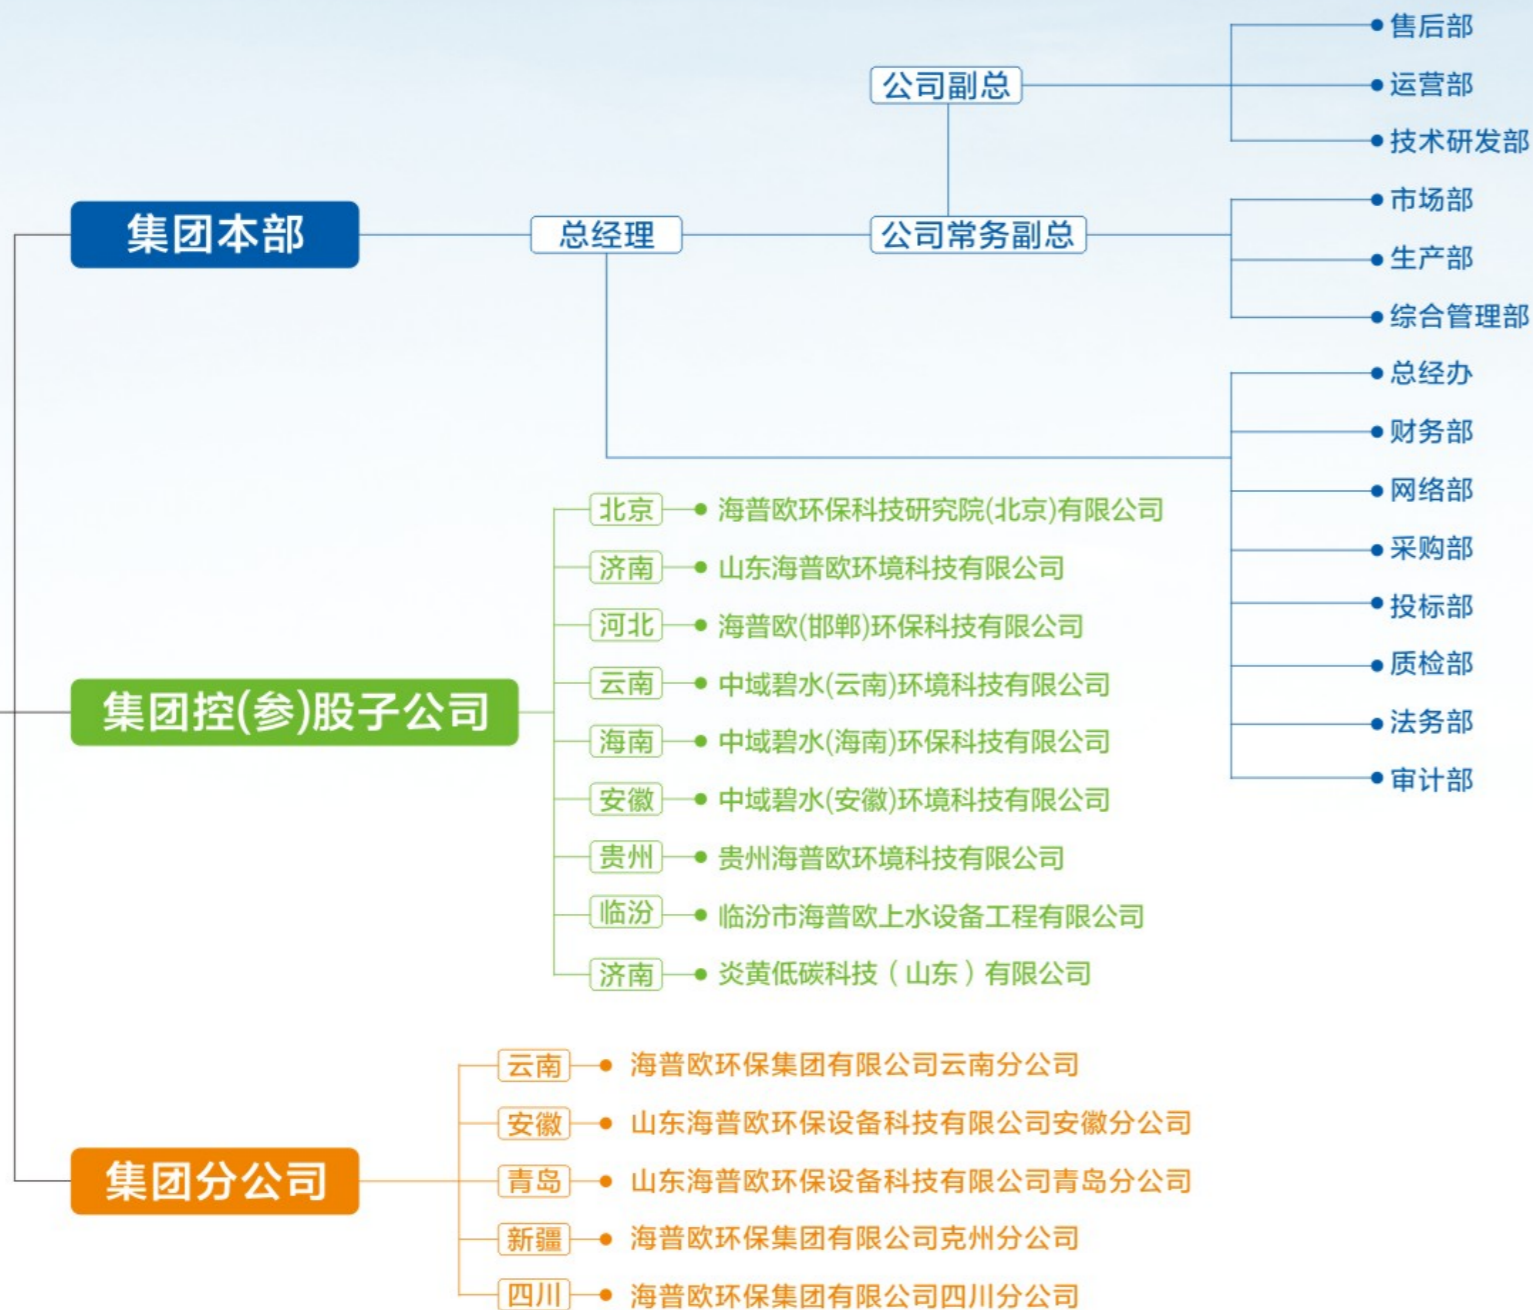 集团本部
总经理
公司副总
公司常务副总
售后部
运营部
技术研发部
市场部
生产部
综合管理部
总经办
财务部
网络部
采购部
投标部
质检部
法务部
审计部
集团控(参)股子公司
北京 海普欧环保科技研究院(北京)有限公司
济南 山东海普欧环境科技有限公司
河北 海普欧(邯郸)环保科技有限公司
云南 中域碧水(云南)环境科技有限公司
海南 中域碧水(海南)环保科技有限公司
安徽 中域碧水(安徽)环境科技有限公司
贵州 贵州海普欧环境科技有限公司
临汾 临汾市海普欧上水设备工程有限公司
济南 炎黄低碳科技（山东）有限公司
集团分公司
云南 海普欧环保集团有限公司云南分公司
安徽 山东海普欧环保设备科技有限公司安徽分公司
青岛 山东海普欧环保设备科技有限公司青岛分公司
新疆 海普欧环保集团有限公司克州分公司
四川 海普欧环保集团有限公司四川分公司